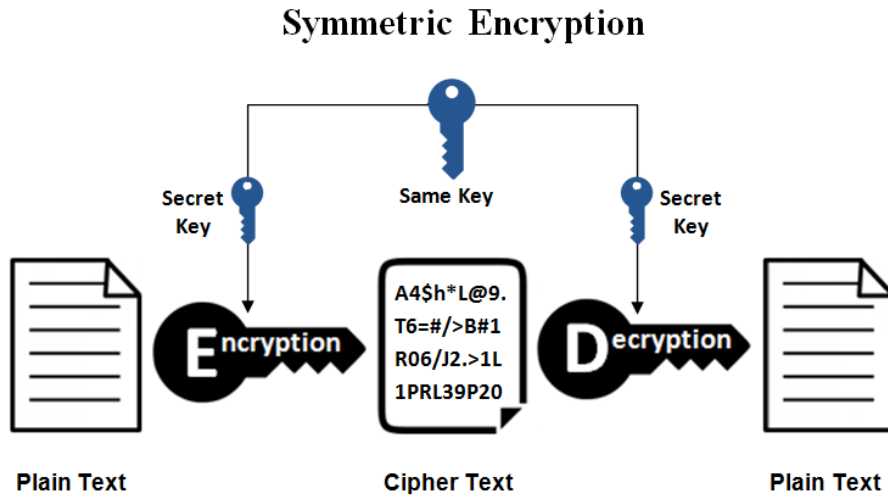 Symmetric Encryption
Secret
Key
Same Key
Secret
Key
Encryption
A4$h*L@9.
T6=#/>B#1
R06/J2.>1L
1PRL39P20
Decryption
Plain Text
Cipher Text
Plain Text